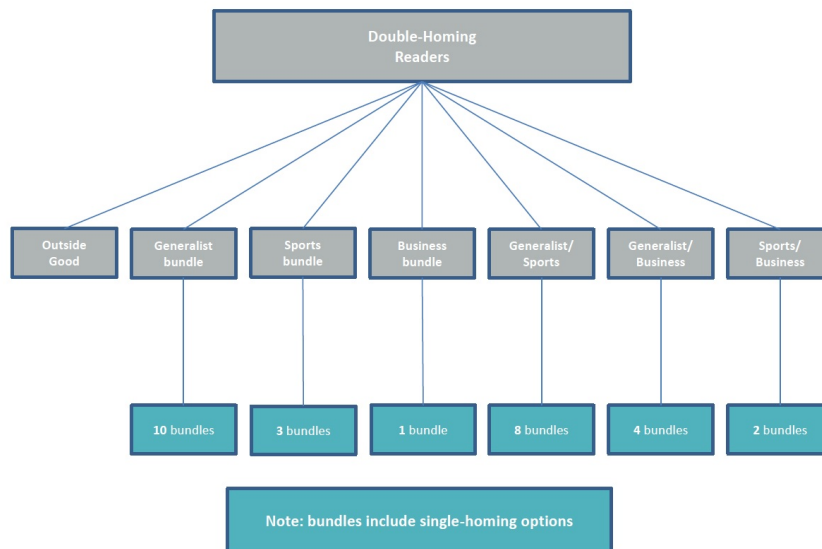 Double-Homing
Readers
Outside
Good
Generalist
bundle
Sports
bundle
Business
bundle
Generalist/
Sports
Generalist/
Business
Sports/
Business
10 bundles
3 bundles
1 bundle
8 bundles
4 bundles
2 bundles
Note: bundles include single-homing options